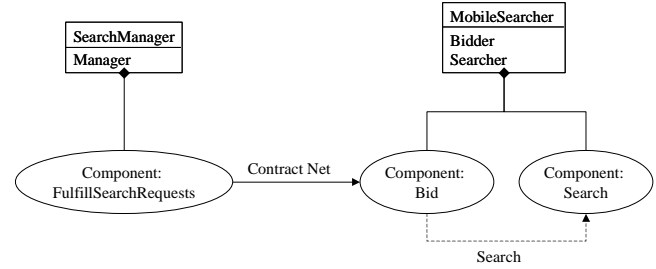 MobileSearcher
SearchManager
Bidder
Manager
Searcher
Component:
FulfillSearchRequests
Contract Net
Component:
Bid
Component:
Search
Search